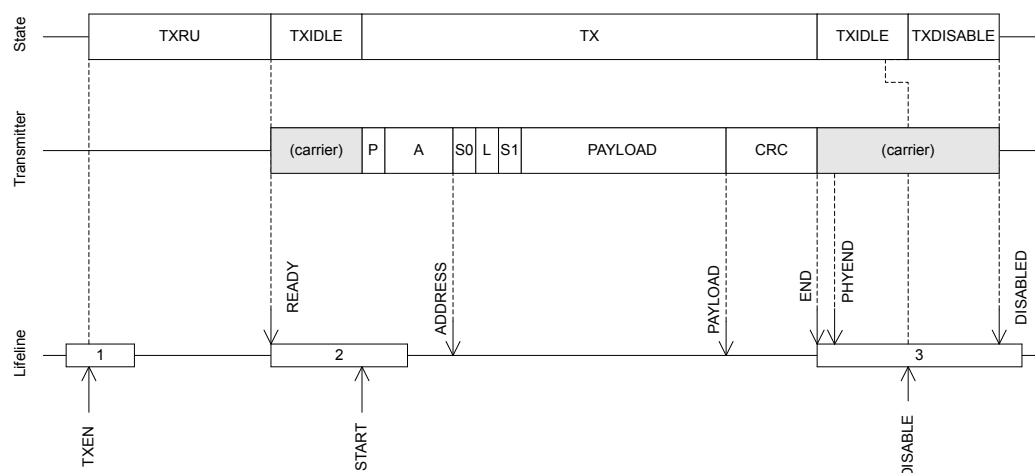 State
TXRU
TXIDLE
TX
TXIDLE
TXDISABLE
Transmitter
(carrier)
P
A
S0
L
S1
PAYLOAD
CRC
(carrier)
READY
ADDRESS
PAYLOAD
END
PHYEND
DISABLED
Lifeline
1
2
3
TXEN
START
DISABLE